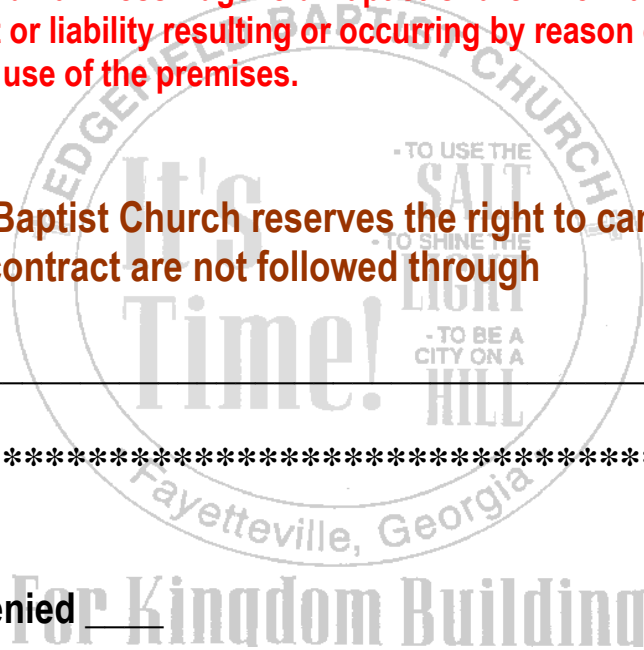 t or liability resulting or occurring by reason
use of the premises.
EDGEFIELD BAPTIST CHURCH
It's Time!
- TO USE THE
SALT
Baptist Church reserves the right to
- TO SHINE THE
LIGHT
contract are not followed through
- TO BE A
CITY ON A
HILL
*******************************
Fayetteville, Georgia
enied ____
For Kingdom Building